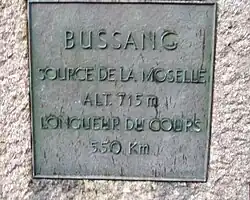 BUSSANG
SOURCE DE LA MOSELLE
ALT. 715 m
LONGUEUR DU COURS
550 Km